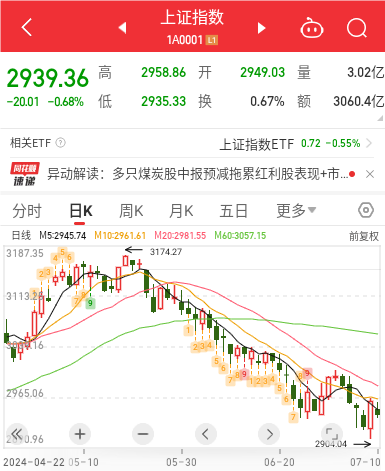 上证指数
1A0001 L1
2939.36 高 2958.86 开 2949.03 量 3.02亿
-20.01 -0.68% 低 2935.33 换 0.67% 额 3060.4亿
相关ETF ? 上证指数ETF 0.72 -0.55%
同花顺 速递 异动解读：多只煤炭股中报预减拖累红利股表现+市...
分时 日K 周K 月K 五日 更多
日线 M5:2945.74 M10:2961.61 M20:2981.55 M60:3057.15 前复权
3187.35
3174.27
2965.06
2904.04
2024-04-22 05-10 05-30 06-20 07-10